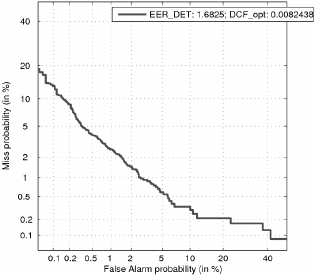 EER_DET: 1.6825; DCF_opt: 0.0082438
Miss probability (in %)
40
20
10
5
2
1
0.5
0.2
0.1
0.1 0.2 0.5 1 2 5 10 20 40
False Alarm probability (in %)